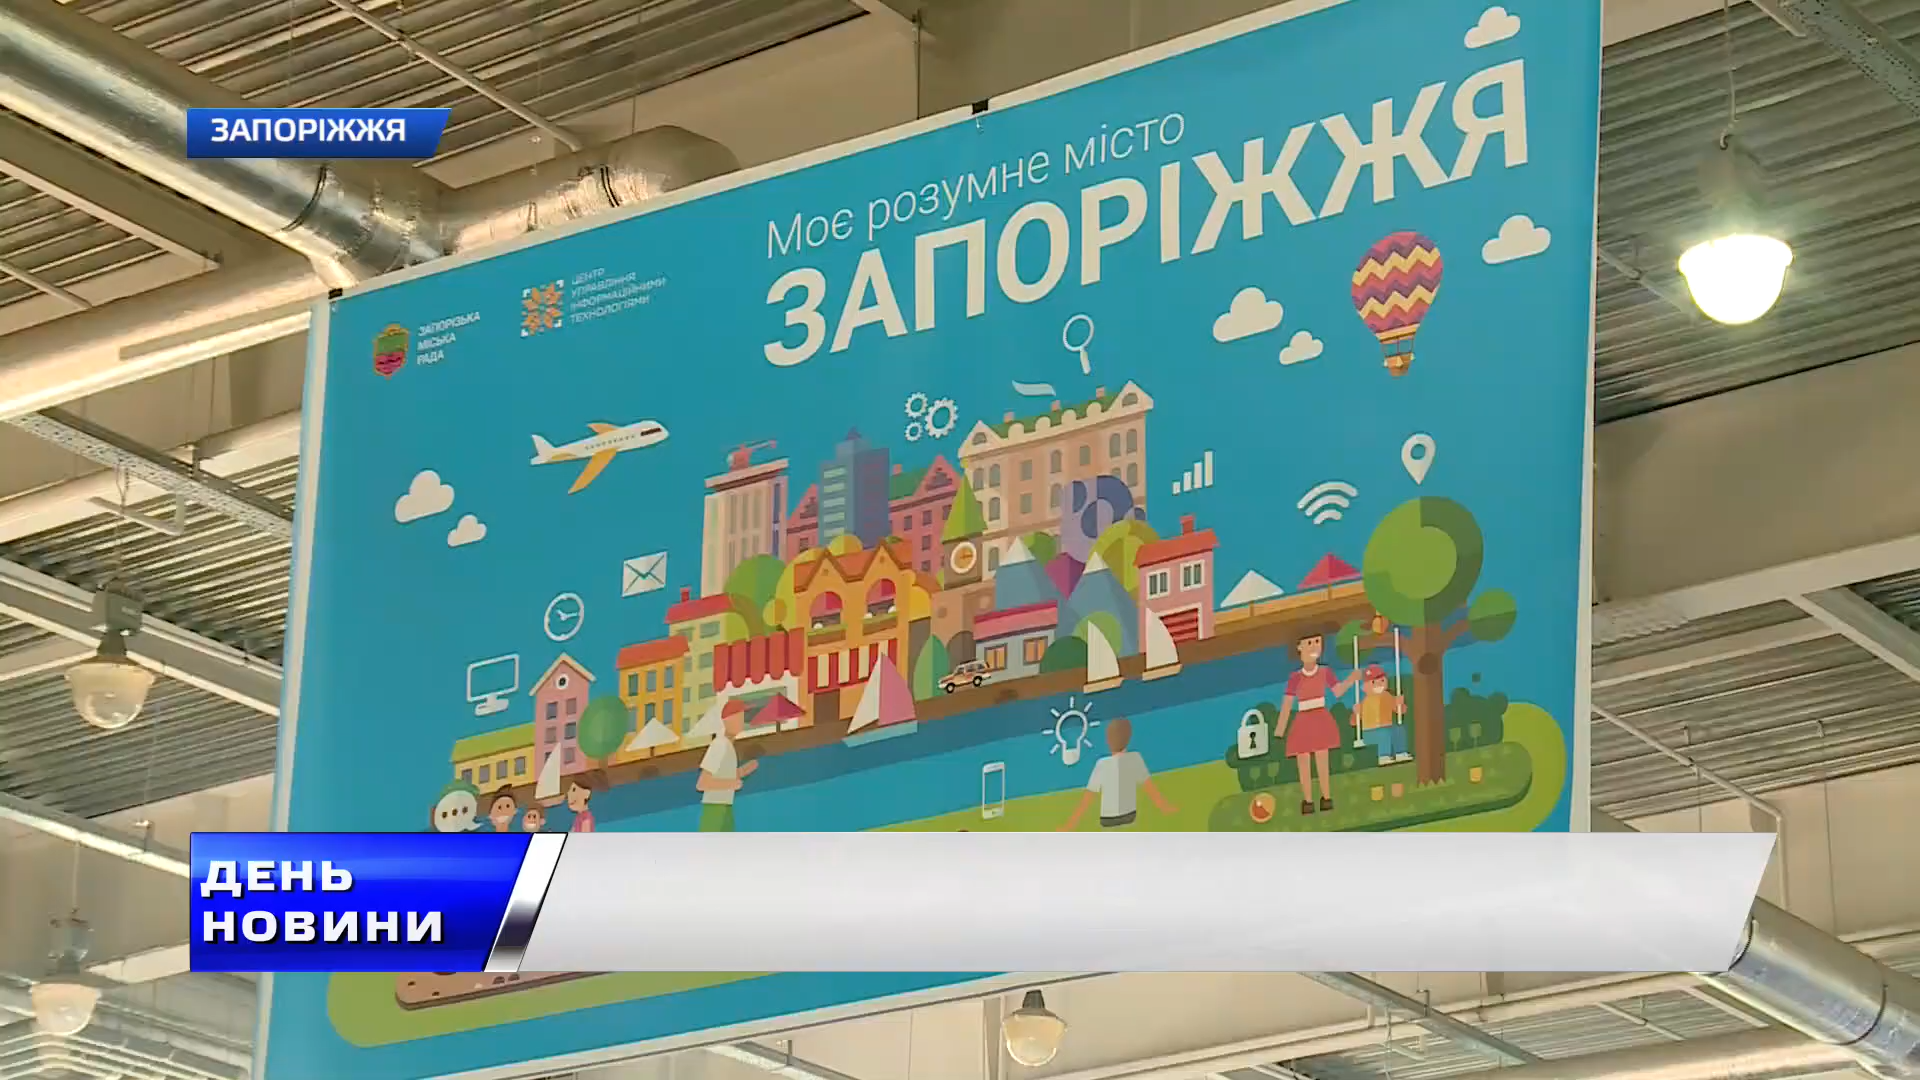 ЗАПОРІЖЖЯ
Моє розумне місто
ЗАПОРІЖЖЯ
ЦЕНТР
УПРАВЛІННЯ
ІНФОРМАЦІЙНИМИ
ТЕХНОЛОГІЯМИ
ЗАПОРІЗЬКА
МІСЬКА
РАДА
ДЕНЬ
НОВИНИ